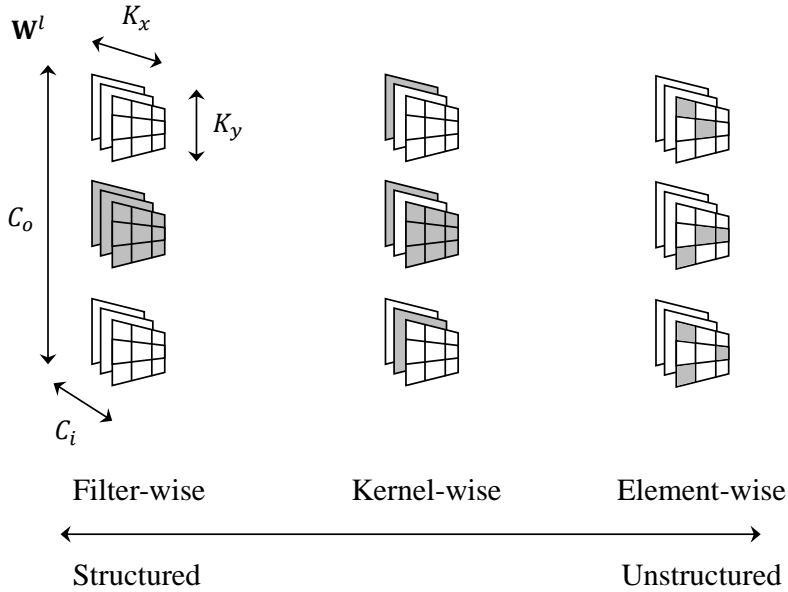 𝐖^l
K_x
K_y
C_o
C_i
Filter-wise Kernel-wise Element-wise
Structured Unstructured